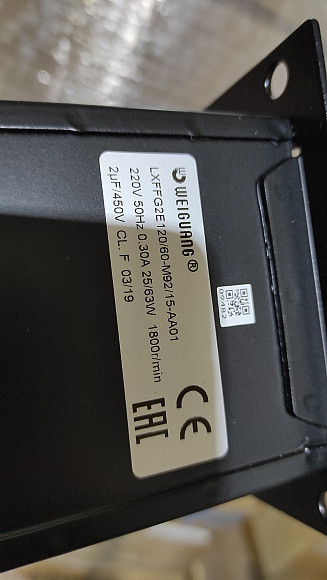 WEIGUANG®
LXFFG2E120/60-M92/15-AA01
220V 50Hz 0.30A 25/63W 1800r/min
2μF/450V CL. F 03/19
CE
EAC